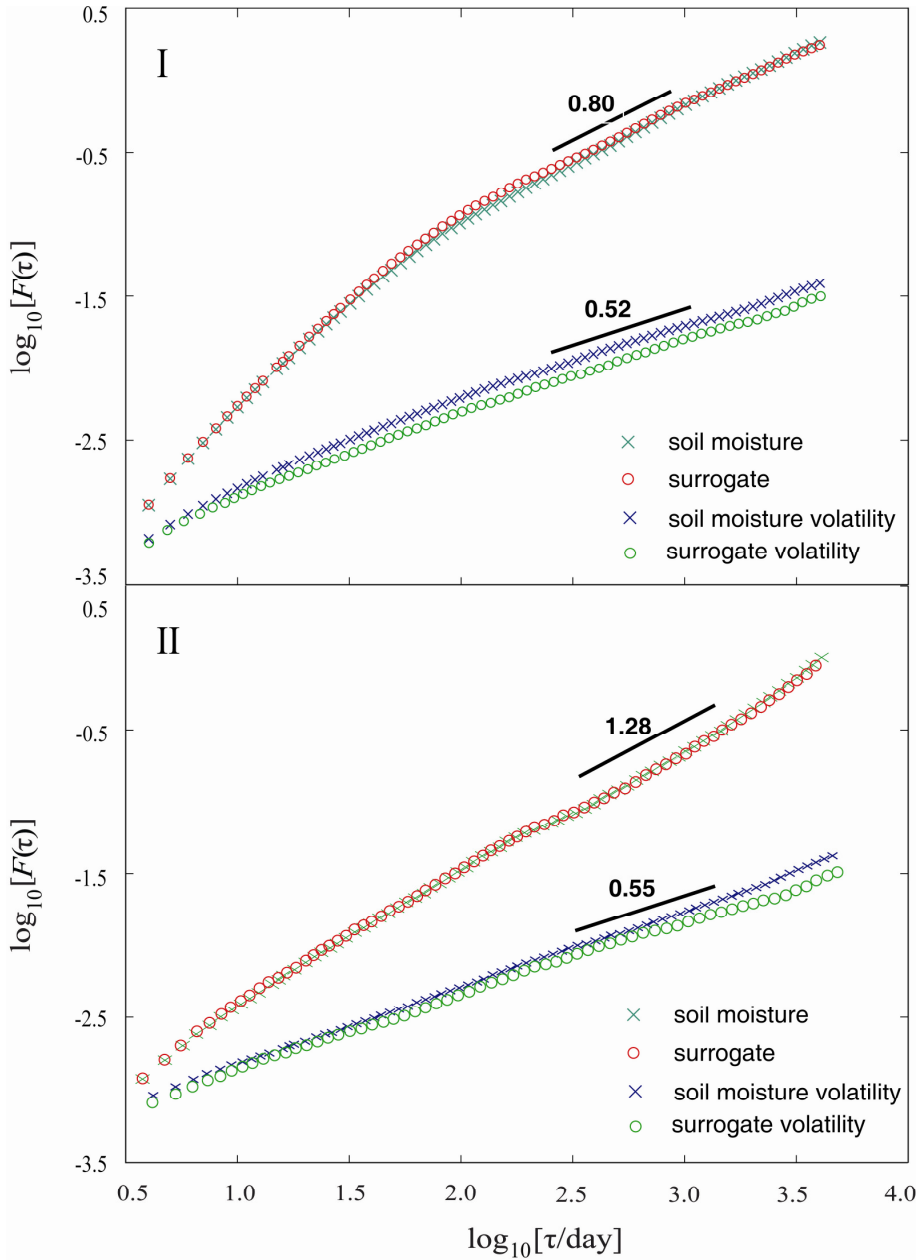 0.5
I
0.80
-0.5
log10[F(τ)]
-1.5
0.52
-2.5
soil moisture
surrogate
soil moisture volatility
surrogate volatility
-3.5
0.5
II
1.28
-0.5
log10[F(τ)]
-1.5
0.55
-2.5
soil moisture
surrogate
soil moisture volatility
surrogate volatility
-3.5
0.5 1.0 1.5 2.0 2.5 3.0 3.5 4.0
log10[τ/day]